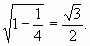 √(1 − 1/4) = √3/2.